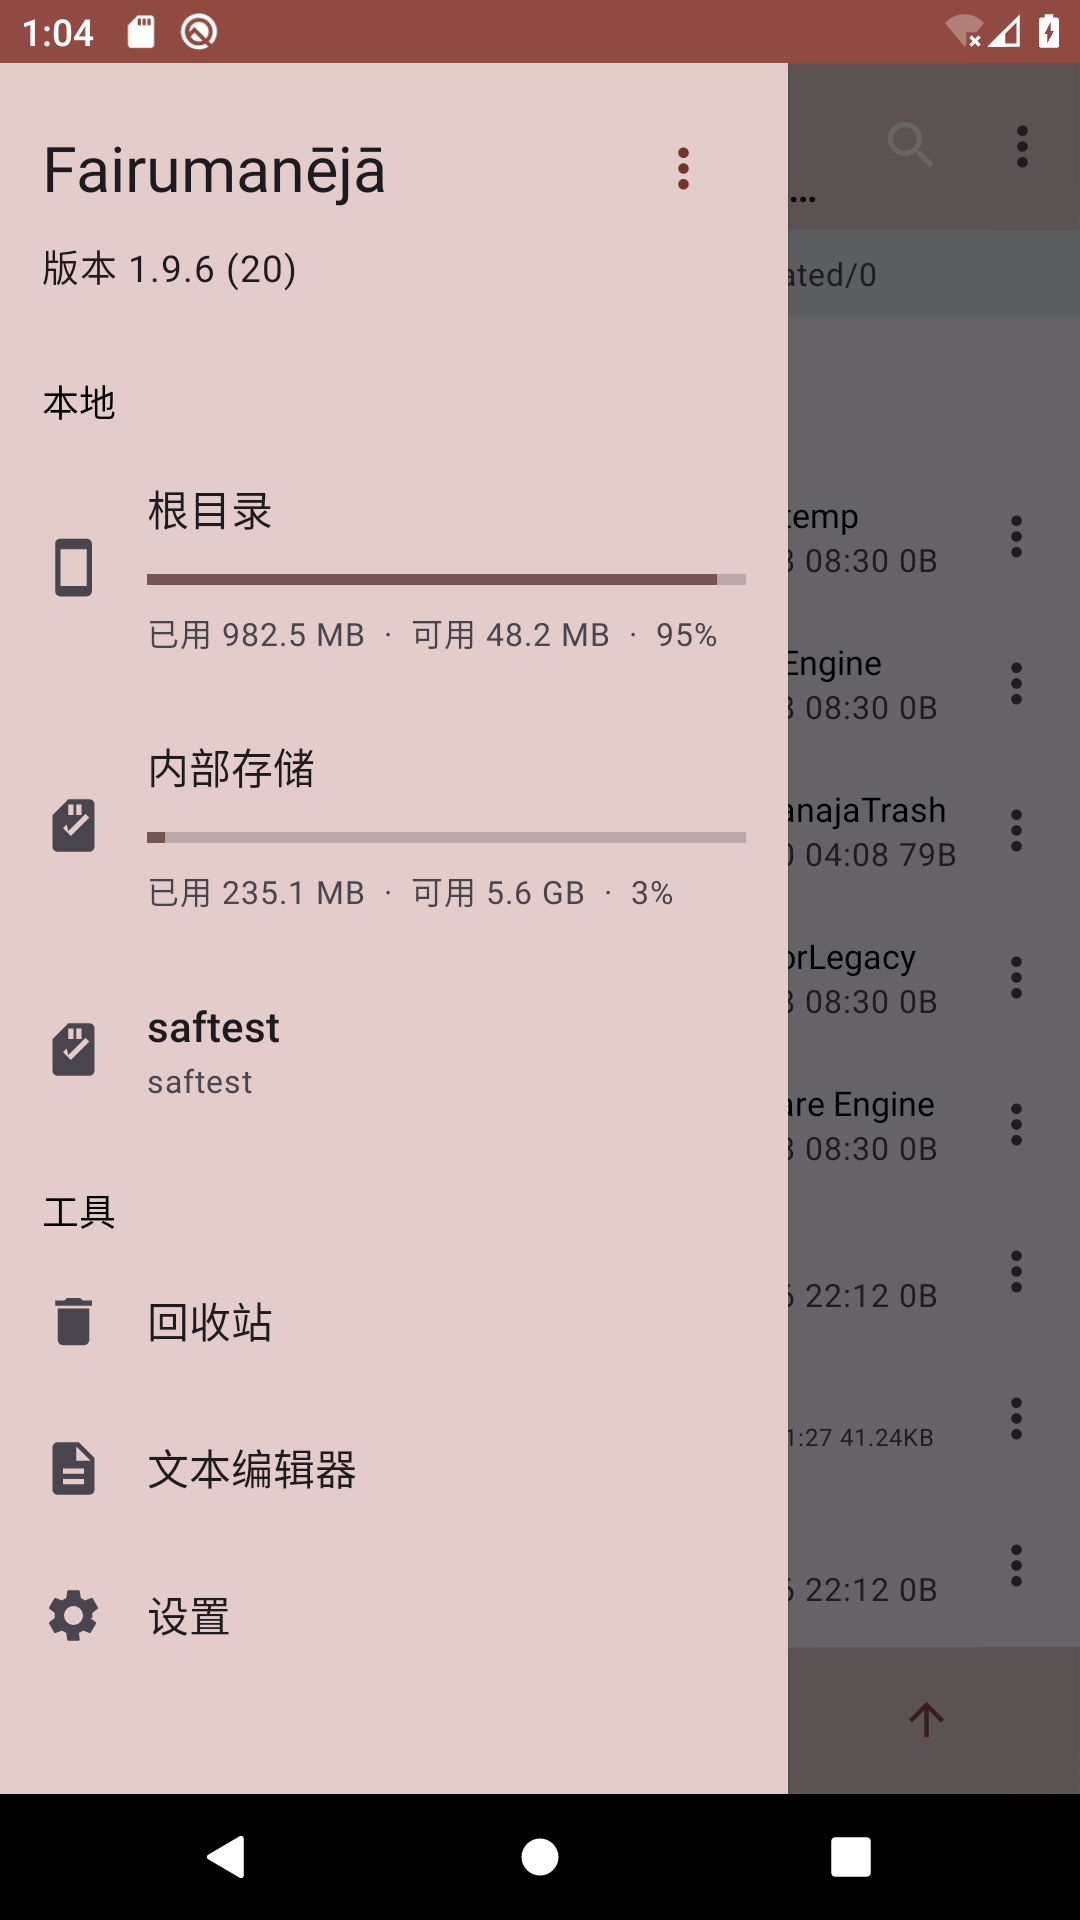 1:04
Fairumanējā
版本 1.9.6 (20)
本地
根目录
已用 982.5 MB · 可用 48.2 MB · 95%
内部存储
已用 235.1 MB · 可用 5.6 GB · 3%
saftest
saftest
工具
回收站
文本编辑器
设置
...
ated/0
temp
08:30 0B
Engine
08:30 0B
anajaTrash
04:08 79B
orLegacy
08:30 0B
are Engine
08:30 0B
22:12 0B
1:27 41.24KB
22:12 0B